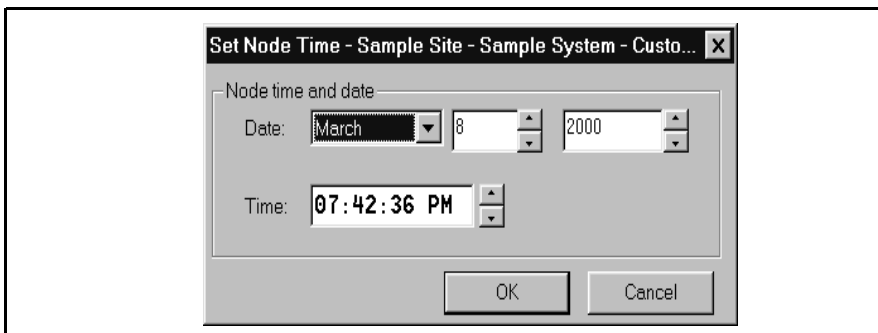 Set Node Time - Sample Site - Sample System - Custo...
Node time and date
Date: March 8 2000
Time: 07:42:36 PM
OK Cancel